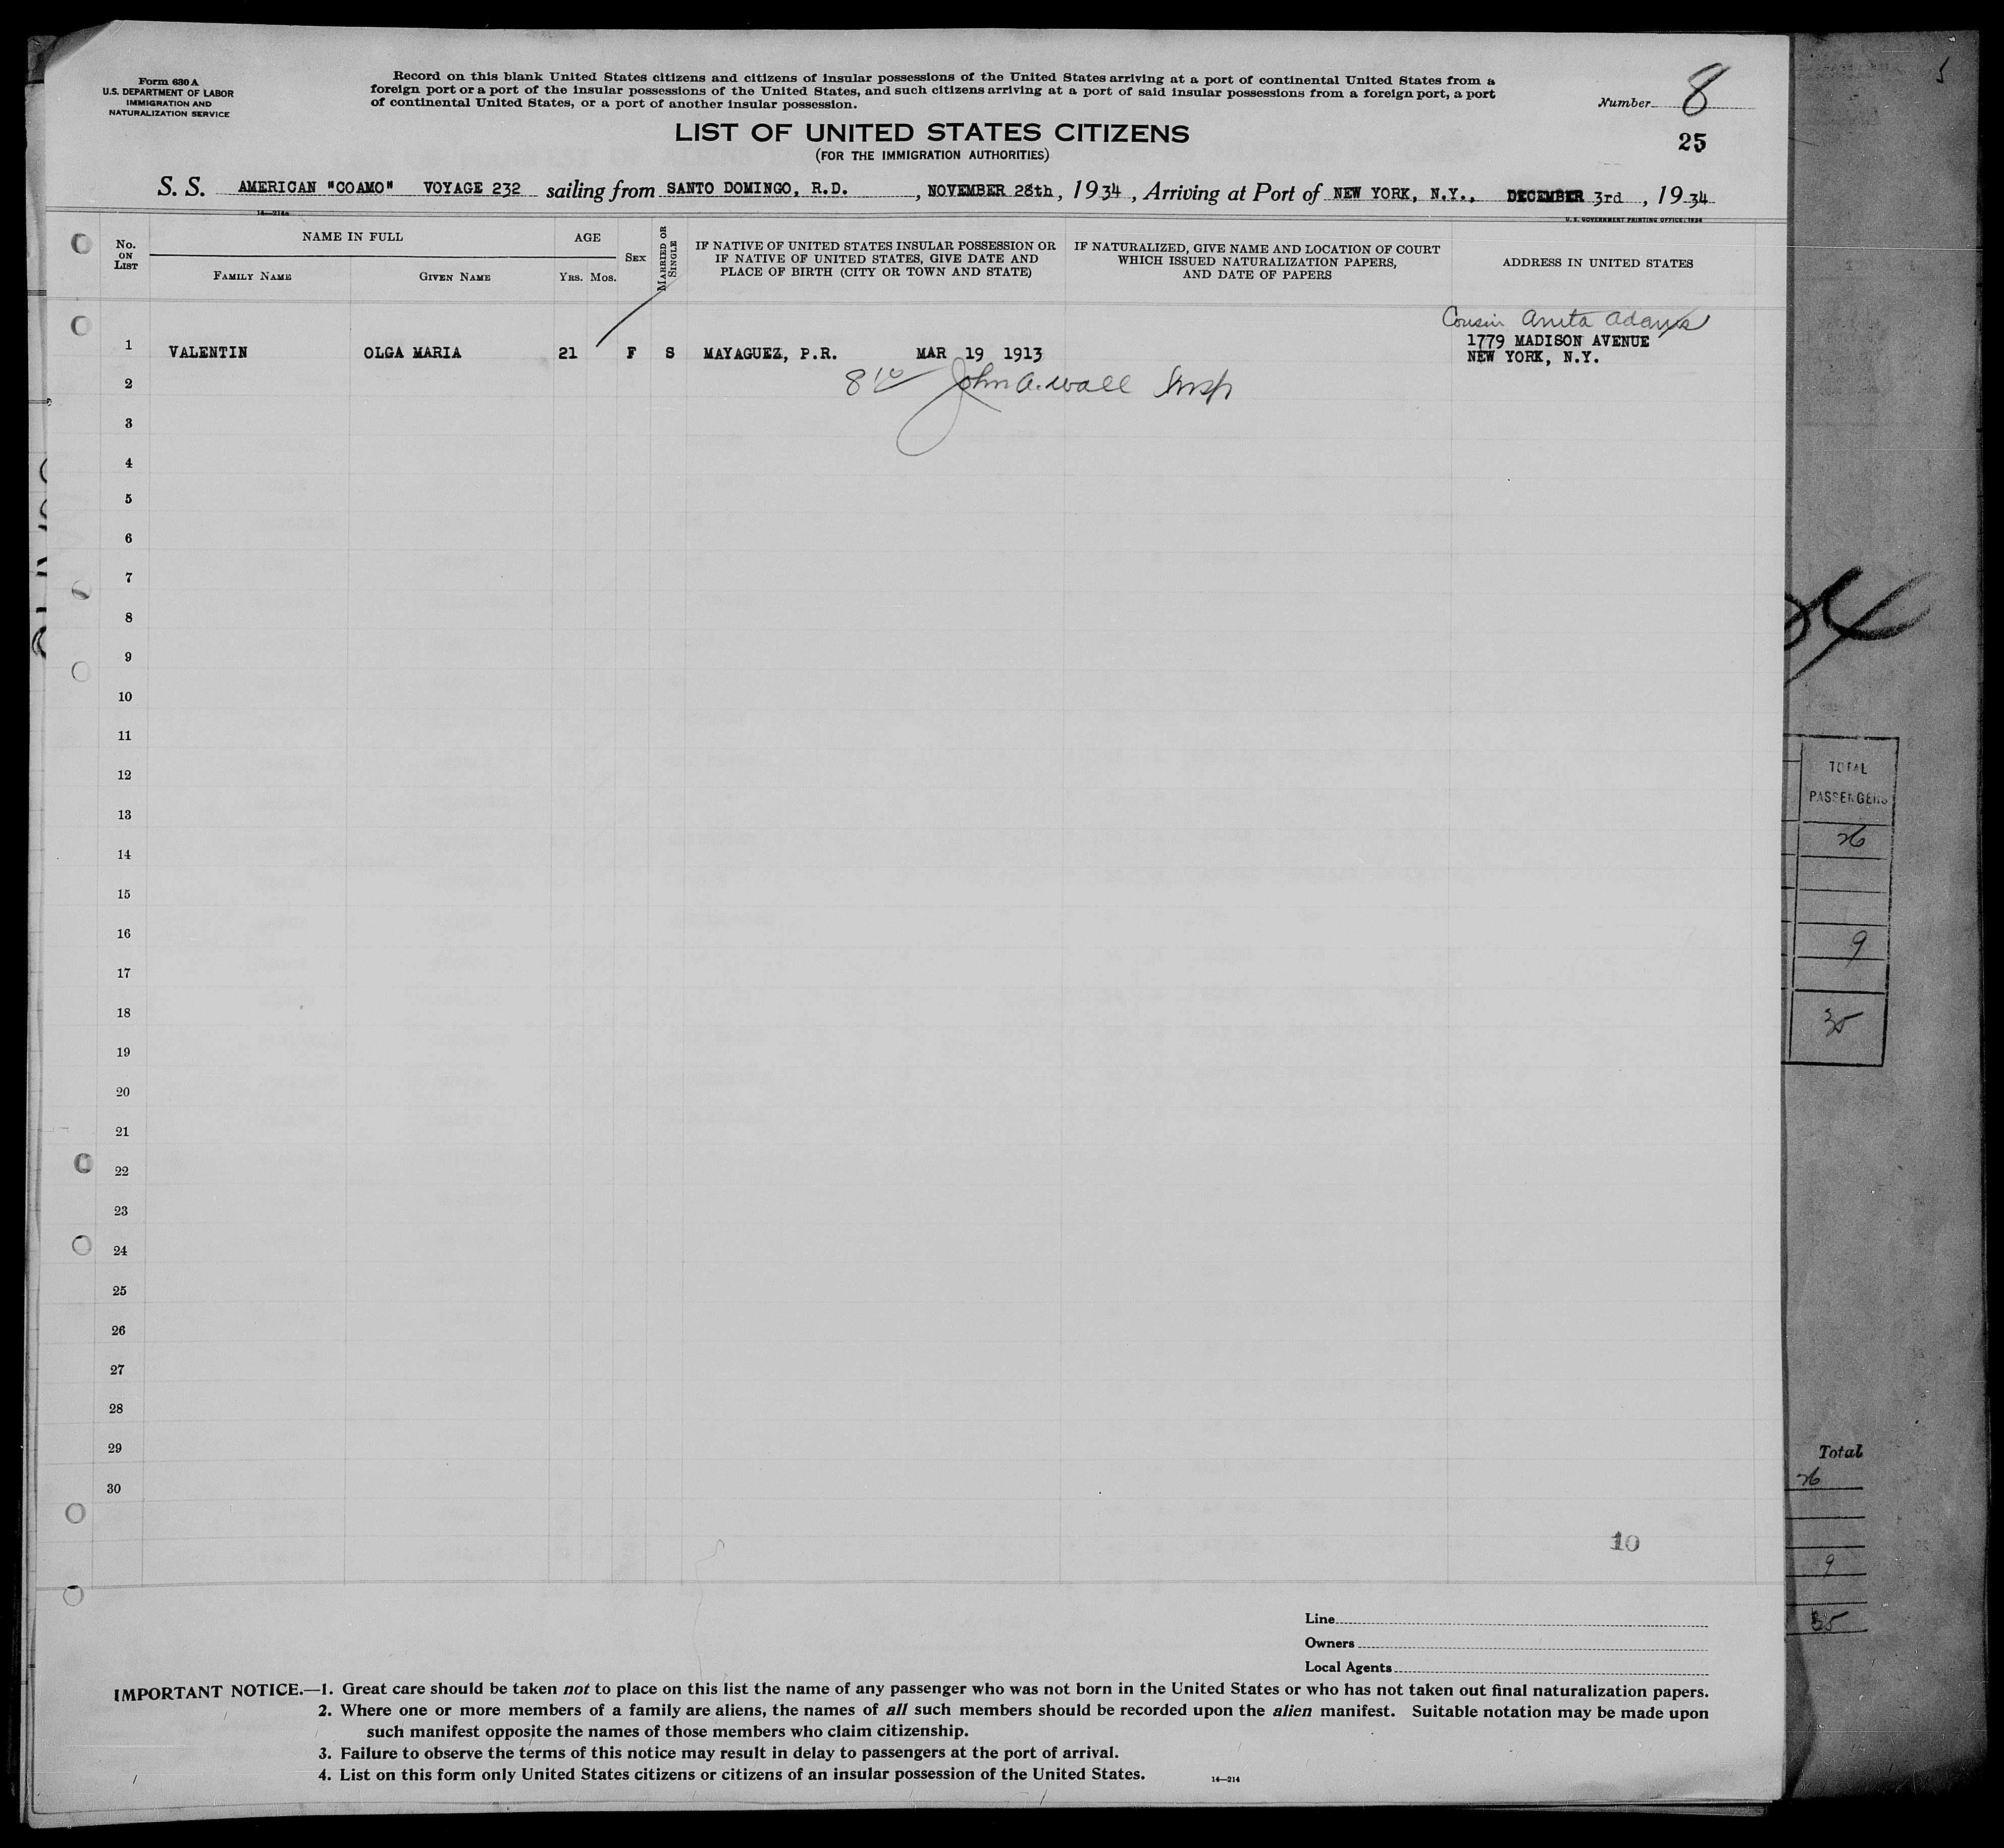 Form 630 A
U.S. DEPARTMENT OF LABOR
IMMIGRATION AND
NATURALIZATION SERVICE
Record on this blank United States citizens and citizens of insular possessions of the United States arriving at a port of continental United States from a
foreign port or a port of the insular possessions of the United States, and such citizens arriving at a port of said insular possessions from a foreign port, a port
of continental United States, or a port of another insular possession.
Number 8
LIST OF UNITED STATES CITIZENS
25
(FOR THE IMMIGRATION AUTHORITIES)
S. S. AMERICAN "COAMO" VOYAGE 232 sailing from SANTO DOMINGO, R.D. , NOVEMBER 28th, 1934, Arriving at Port of NEW YORK, N.Y., DECEMBER 3rd, 1934
U. S. GOVERNMENT PRINTING OFFICE: 1934
No. ON LIST
NAME IN FULL
FAMILY NAME
GIVEN NAME
AGE
YRS. MOS.
SEX
MARRIED OR SINGLE
IF NATIVE OF UNITED STATES INSULAR POSSESSION OR
IF NATIVE OF UNITED STATES, GIVE DATE AND
PLACE OF BIRTH (CITY OR TOWN AND STATE)
IF NATURALIZED, GIVE NAME AND LOCATION OF COURT
WHICH ISSUED NATURALIZATION PAPERS,
AND DATE OF PAPERS
ADDRESS IN UNITED STATES
Cousin Anita Adams
1 VALENTIN OLGA MARIA 21 F S MAYAGUEZ, P.R. MAR 19 1913 1779 MADISON AVENUE
NEW YORK, N.Y.
2 John A. Wall Insp
3
4
5
6
7
8
9
10
11
12
13
14
15
16
17
18
19
20
21
22
23
24
25
26
27
28
29
30
10
Line
Owners
Local Agents
IMPORTANT NOTICE.—1. Great care should be taken not to place on this list the name of any passenger who was not born in the United States or who has not taken out final naturalization papers.
2. Where one or more members of a family are aliens, the names of all such members should be recorded upon the alien manifest. Suitable notation may be made upon
such manifest opposite the names of those members who claim citizenship.
3. Failure to observe the terms of this notice may result in delay to passengers at the port of arrival.
4. List on this form only United States citizens or citizens of an insular possession of the United States.
14—214
TOTAL
PASSENGERS
26
9
35
Total
26
9
35